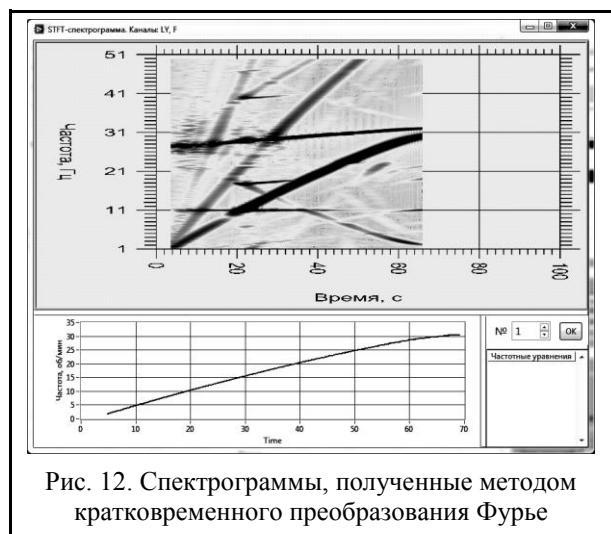 STFT-спектрограмма. Каналы: LY, F
51
41
31
21
11
1
Частота, Гц
0
20
40
60
80
100
Время, с
35
30
25
20
15
10
5
0
Частота, об/мин
0 10 20 30 40 50 60 70
Time
№ 1 OK
Частотные уравнения
Рис. 12. Спектрограммы, полученные методом
кратковременного преобразования Фурье